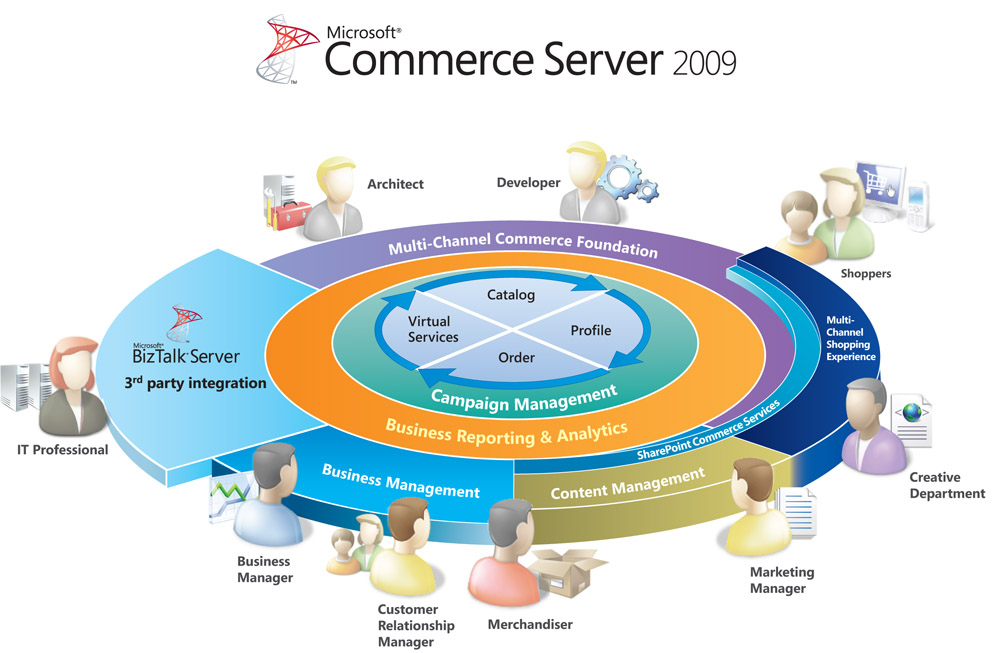 Microsoft®
Commerce Server 2009
™
Architect
Developer
Shoppers
Multi-Channel Commerce Foundation
Catalog
Virtual
Services
Profile
Order
Campaign Management
Business Reporting & Analytics
Microsoft®
BizTalk® Server
3rd party integration
Multi-
Channel
Shopping
Experience
SharePoint Commerce Services
IT Professional
Business Management
Content Management
Creative
Department
Business
Manager
Marketing
Manager
Customer
Relationship
Manager
Merchandiser